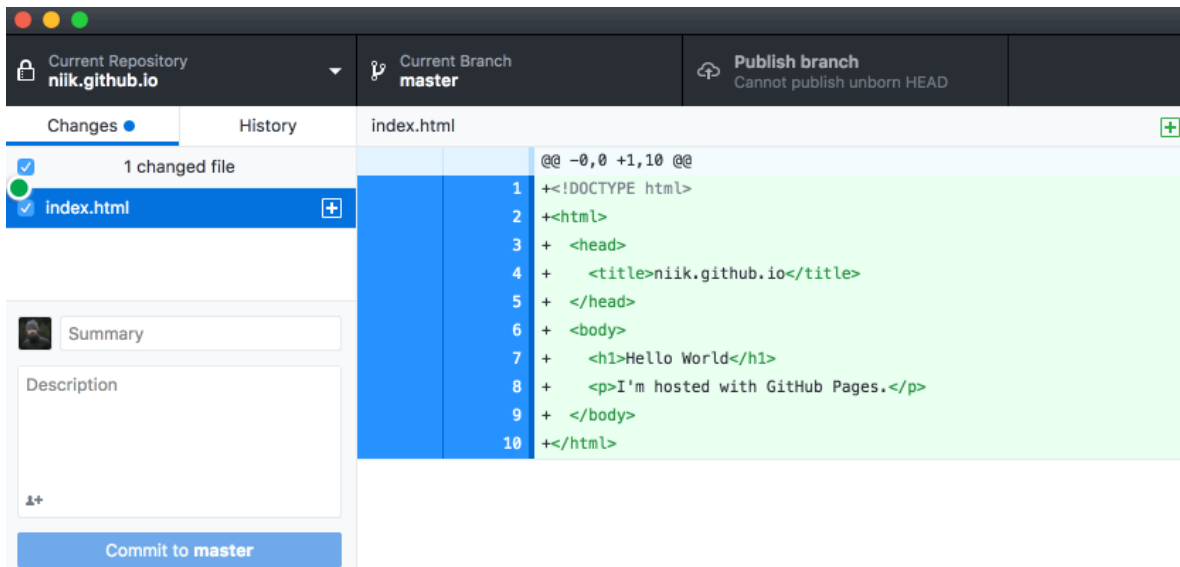 Current Repository
niik.github.io
Current Branch
master
Publish branch
Cannot publish unborn HEAD
Changes
History
index.html
1 changed file
index.html
@@ -0,0 +1,10 @@
1 +<!DOCTYPE html>
2 +<html>
3 +  <head>
4 +    <title>niik.github.io</title>
5 +  </head>
6 +  <body>
7 +    <h1>Hello World</h1>
8 +    <p>I'm hosted with GitHub Pages.</p>
9 +  </body>
10 +</html>
Summary
Description
Commit to master